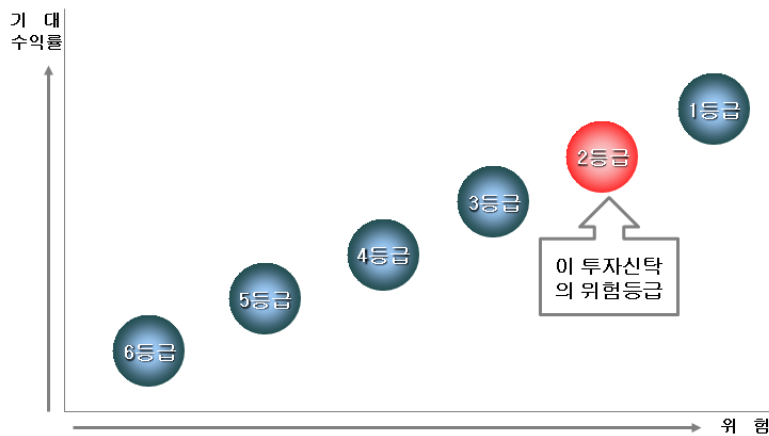 기 대
수익률
1등급
2등급
3등급
4등급
5등급
6등급
이 투자신탁
의 위험등급
위 험